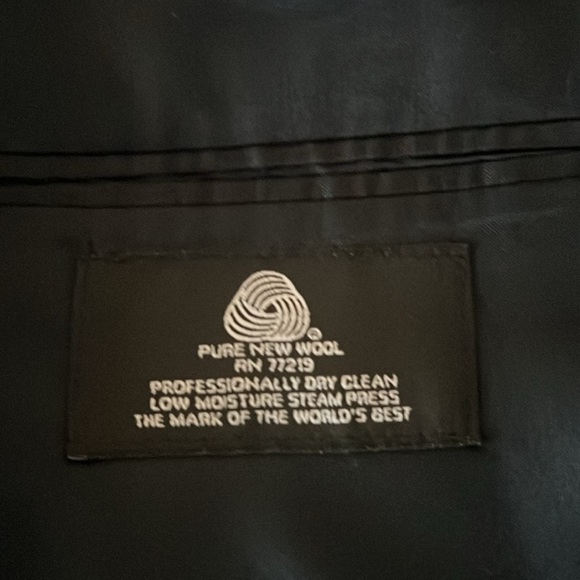 ®
PURE NEW WOOL
RN 77219
PROFESSIONALLY DRY CLEAN
LOW MOISTURE STEAM PRESS
THE MARK OF THE WORLD'S BEST